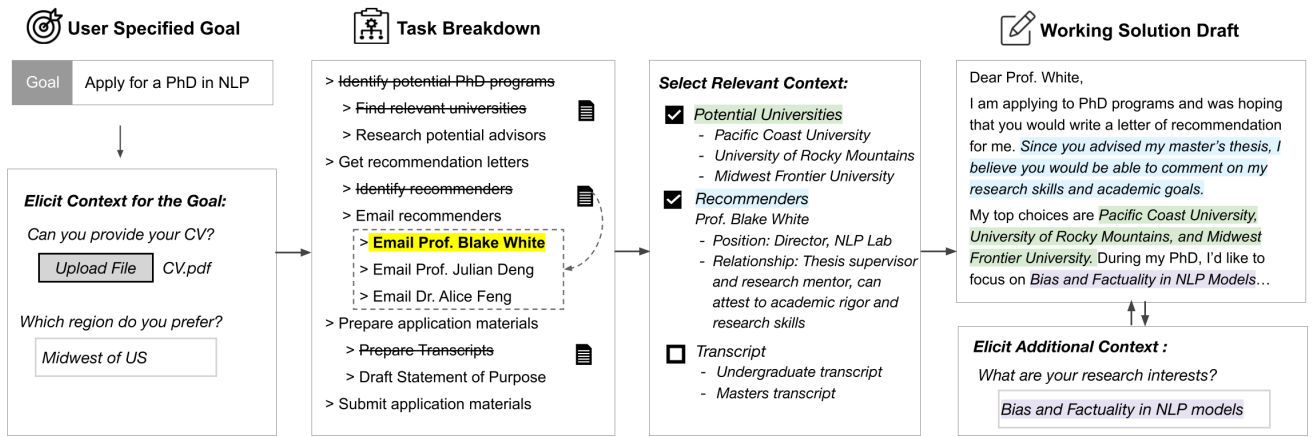 User Specified Goal
Goal
Apply for a PhD in NLP
Elicit Context for the Goal:
Can you provide your CV?
Upload File
CV.pdf
Which region do you prefer?
Midwest of US
Task Breakdown
> Identify potential PhD programs
> Find relevant universities
> Research potential advisors
> Get recommendation letters
> Identify recommenders
> Email recommenders
> Email Prof. Blake White
> Email Prof. Julian Deng
> Email Dr. Alice Feng
> Prepare application materials
> Prepare Transcripts
> Draft Statement of Purpose
> Submit application materials
Select Relevant Context:
Potential Universities
- Pacific Coast University
- University of Rocky Mountains
- Midwest Frontier University
Recommenders
Prof. Blake White
- Position: Director, NLP Lab
- Relationship: Thesis supervisor
and research mentor, can
attest to academic rigor and
research skills
Transcript
- Undergraduate transcript
- Masters transcript
Working Solution Draft
Dear Prof. White,
I am applying to PhD programs and was hoping
that you would write a letter of recommendation
for me. Since you advised my master's thesis, I
believe you would be able to comment on my
research skills and academic goals.
My top choices are Pacific Coast University,
University of Rocky Mountains, and Midwest
Frontier University. During my PhD, I'd like to
focus on Bias and Factuality in NLP Models…
Elicit Additional Context :
What are your research interests?
Bias and Factuality in NLP models